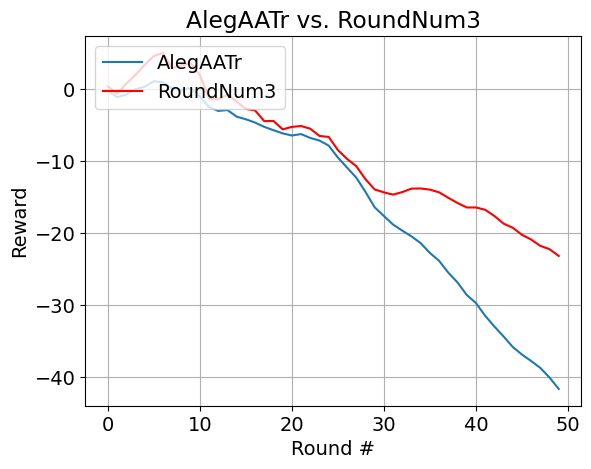 AlegAATr vs. RoundNum3
AlegAATr
RoundNum3
Reward
0
−10
−20
−30
−40
0 10 20 30 40 50
Round #